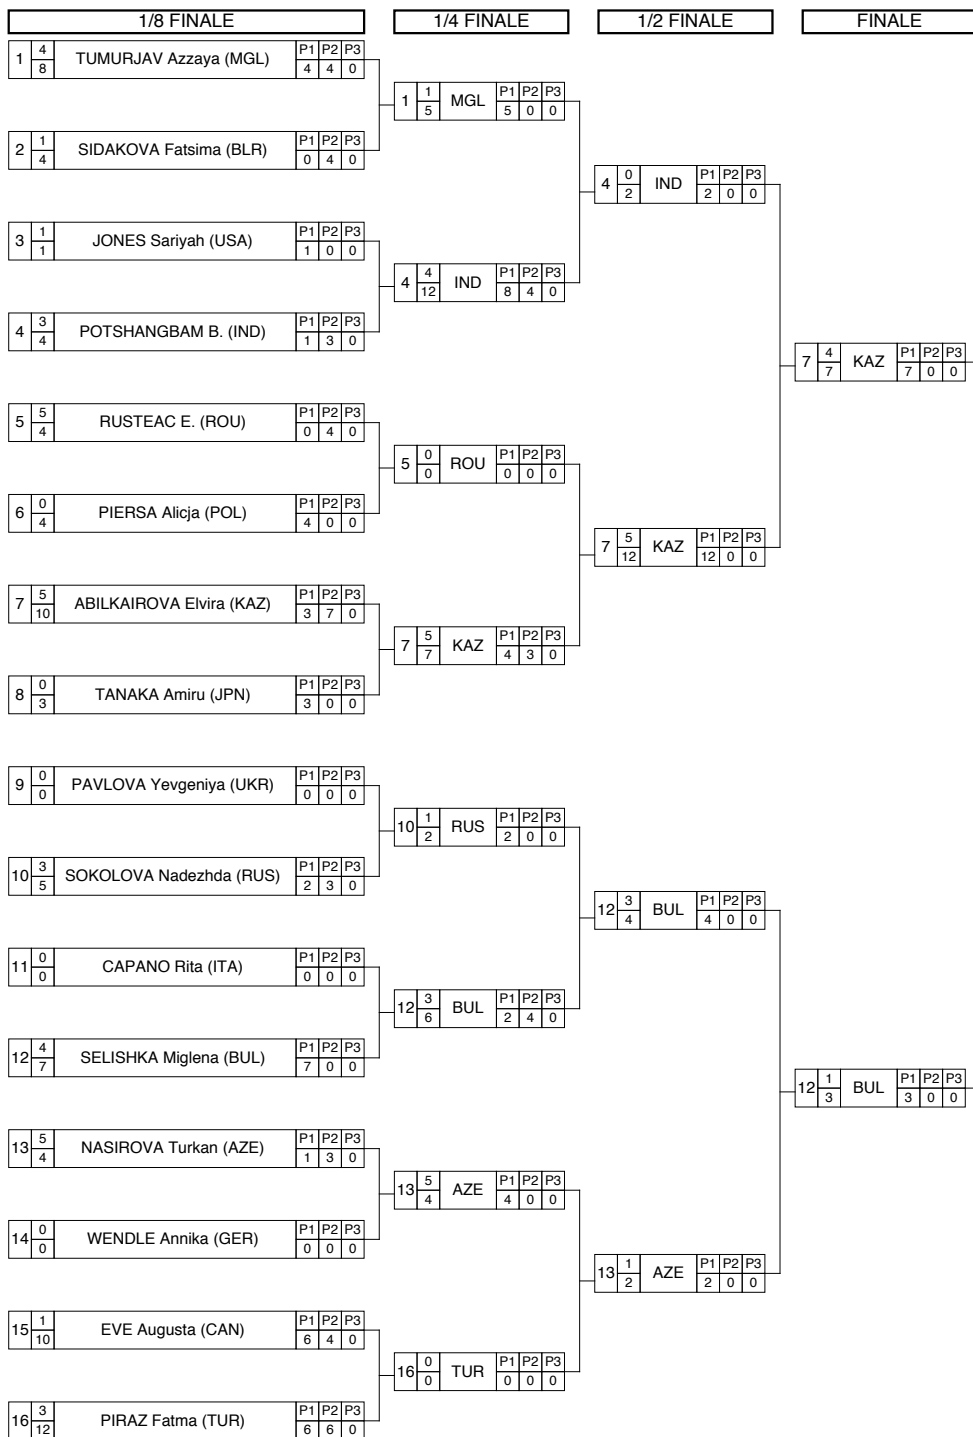 1/8 FINALE 1/4 FINALE 1/2 FINALE FINALE
1 4 8 TUMURJAV Azzaya (MGL) P1 P2 P3 4 4 0
1 1 5 MGL P1 P2 P3 5 0 0
2 1 4 SIDAKOVA Fatsima (BLR) P1 P2 P3 0 4 0
4 0 2 IND P1 P2 P3 2 0 0
3 1 1 JONES Sariyah (USA) P1 P2 P3 1 0 0
4 4 12 IND P1 P2 P3 8 4 0
4 3 4 POTSHANGBAM B. (IND) P1 P2 P3 1 3 0
7 4 7 KAZ P1 P2 P3 7 0 0
5 5 4 RUSTEAC E. (ROU) P1 P2 P3 0 4 0
5 0 0 ROU P1 P2 P3 0 0 0
6 0 4 PIERSA Alicja (POL) P1 P2 P3 4 0 0
7 5 12 KAZ P1 P2 P3 12 0 0
7 5 10 ABILKAIROVA Elvira (KAZ) P1 P2 P3 3 7 0
7 5 7 KAZ P1 P2 P3 4 3 0
8 0 3 TANAKA Amiru (JPN) P1 P2 P3 3 0 0
9 0 0 PAVLOVA Yevgeniya (UKR) P1 P2 P3 0 0 0
10 1 2 RUS P1 P2 P3 2 0 0
10 3 5 SOKOLOVA Nadezhda (RUS) P1 P2 P3 2 3 0
12 3 4 BUL P1 P2 P3 4 0 0
11 0 0 CAPANO Rita (ITA) P1 P2 P3 0 0 0
12 3 6 BUL P1 P2 P3 2 4 0
12 4 7 SELISHKA Miglena (BUL) P1 P2 P3 7 0 0
12 1 3 BUL P1 P2 P3 3 0 0
13 5 4 NASIROVA Turkan (AZE) P1 P2 P3 1 3 0
13 5 4 AZE P1 P2 P3 4 0 0
14 0 0 WENDLE Annika (GER) P1 P2 P3 0 0 0
13 1 2 AZE P1 P2 P3 2 0 0
15 1 10 EVE Augusta (CAN) P1 P2 P3 6 4 0
16 0 0 TUR P1 P2 P3 0 0 0
16 3 12 PIRAZ Fatma (TUR) P1 P2 P3 6 6 0